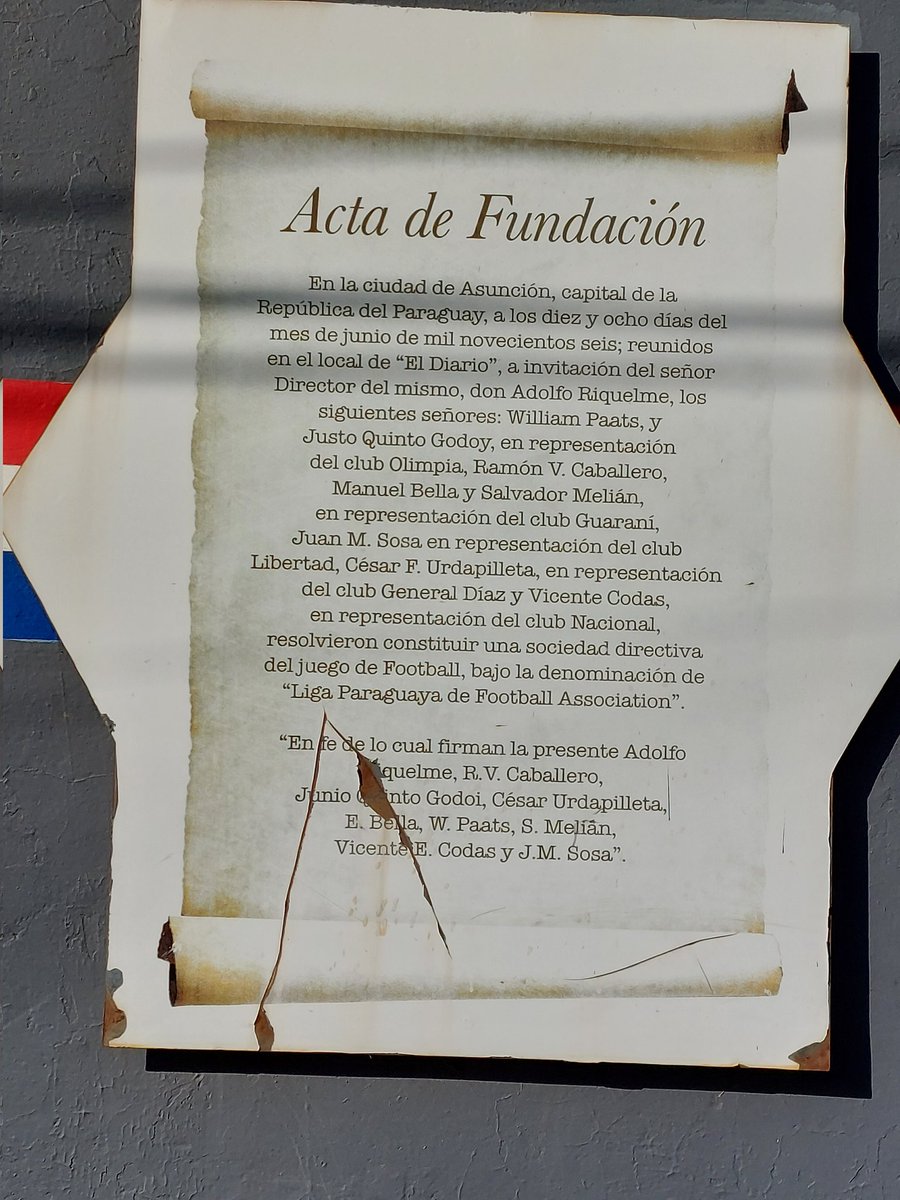 Acta de Fundación
En la ciudad de Asunción, capital de la
República del Paraguay, a los diez y ocho días del
mes de junio de mil novecientos seis; reunidos
en el local de “El Diario”, a invitación del señor
Director del mismo, don Adolfo Riquelme, los
siguientes señores: William Paats, y
Justo Quinto Godoy, en representación
del club Olimpia, Ramón V. Caballero,
Manuel Bella y Salvador Melián,
en representación del club Guaraní,
Juan M. Sosa en representación del club
Libertad, César F. Urdapilleta, en representación
del club General Díaz y Vicente Codas,
en representación del club Nacional,
resolvieron constituir una sociedad directiva
del juego de Football, bajo la denominación de
“Liga Paraguaya de Football Association”.
“En fe de lo cual firman la presente Adolfo
Riquelme, R.V. Caballero,
Junio Quinto Godoi, César Urdapilleta,
E. Bella, W. Paats, S. Melián,
Vicente E. Codas y J.M. Sosa”.